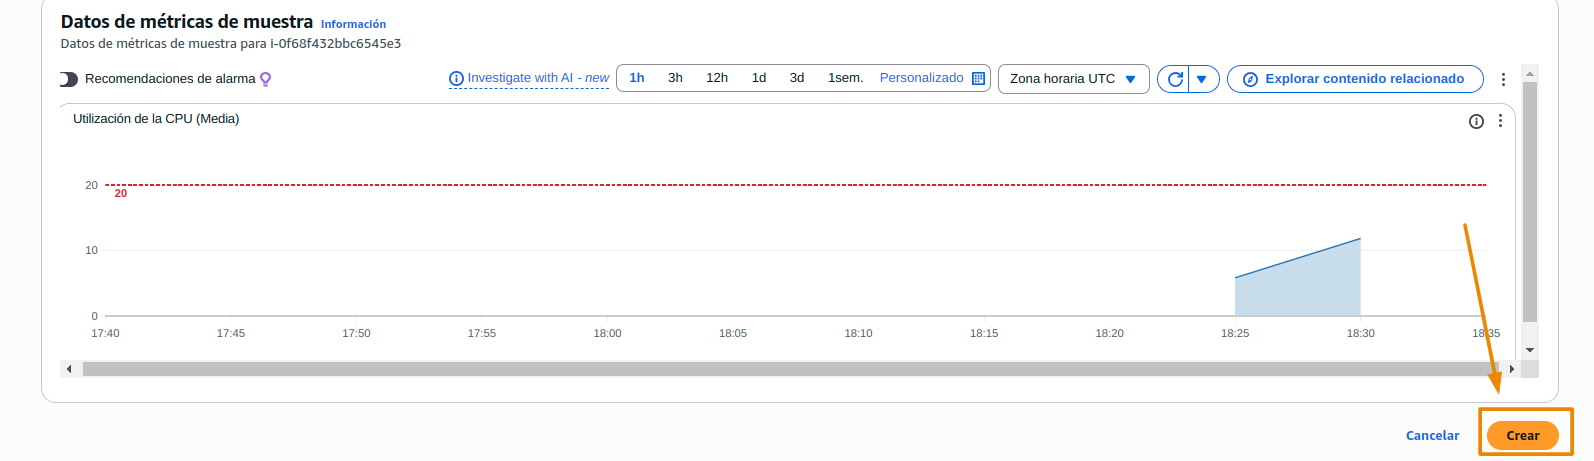 Datos de métricas de muestra Información
Datos de métricas de muestra para i-0f68f432bbc6545e3
Recomendaciones de alarma Investigate with AI - new 1h 3h 12h 1d 3d 1sem. Personalizado Zona horaria UTC Explorar contenido relacionado
Utilización de la CPU (Media)
20
20
10
0
17:40 17:45 17:50 17:55 18:00 18:05 18:10 18:15 18:20 18:25 18:30 18:35
Cancelar Crear